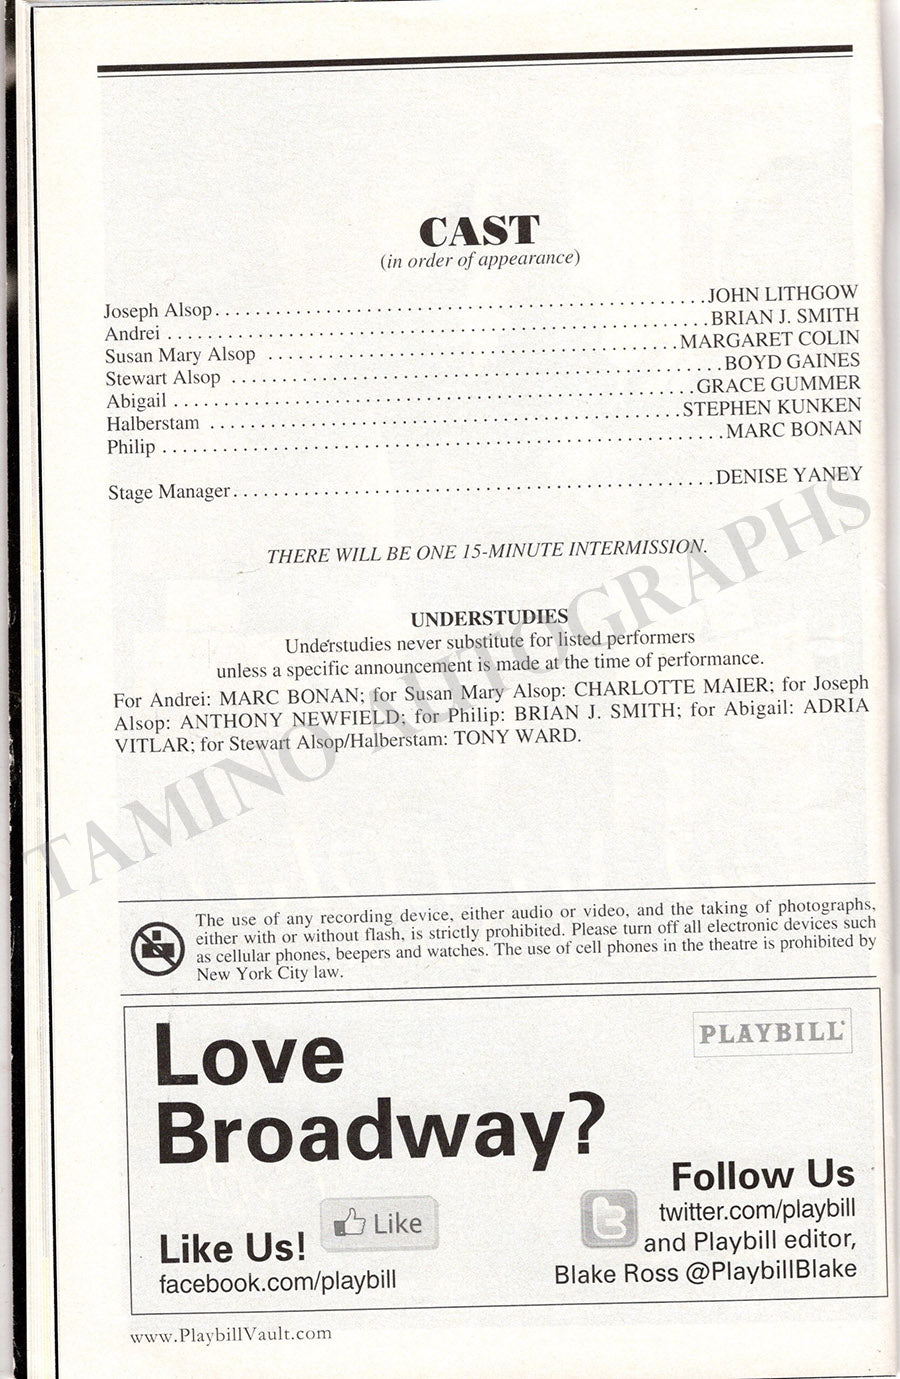 CAST
(in order of appearance)
Joseph Alsop.......................................................JOHN LITHGOW
Andrei ............................................................BRIAN J. SMITH
Susan Mary Alsop ..........................................MARGARET COLIN
Stewart Alsop ......................................................BOYD GAINES
Abigail ...........................................................GRACE GUMMER
Halberstam ....................................................STEPHEN KUNKEN
Philip ...............................................................MARC BONAN
Stage Manager......................................................DENISE YANEY
THERE WILL BE ONE 15-MINUTE INTERMISSION.
UNDERSTUDIES
Understudies never substitute for listed performers
unless a specific announcement is made at the time of performance.
For Andrei: MARC BONAN; for Susan Mary Alsop: CHARLOTTE MAIER; for Joseph
Alsop: ANTHONY NEWFIELD; for Philip: BRIAN J. SMITH; for Abigail: ADRIA
VITLAR; for Stewart Alsop/Halberstam: TONY WARD.
TAMINO AUTOGRAPHS
The use of any recording device, either audio or video, and the taking of photographs,
either with or without flash, is strictly prohibited. Please turn off all electronic devices such
as cellular phones, beepers and watches. The use of cell phones in the theatre is prohibited by
New York City law.
Love
Broadway?
PLAYBILL
Like Us!
Like
facebook.com/playbill
Follow Us
twitter.com/playbill
and Playbill editor,
Blake Ross @PlaybillBlake
www.PlaybillVault.com